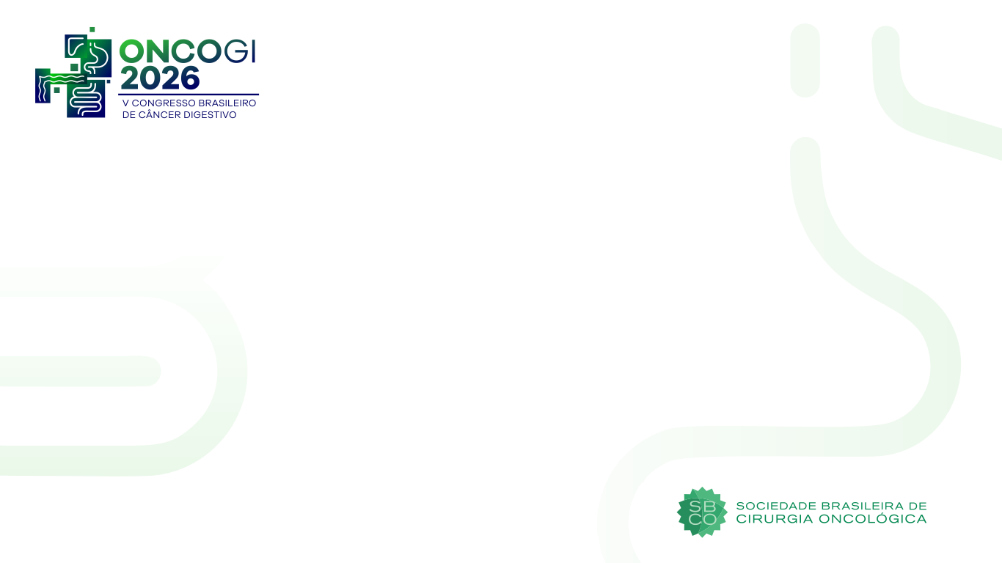 ONCOGI
2026
V CONGRESSO BRASILEIRO
DE CÂNCER DIGESTIVO
SB
CO
SOCIEDADE BRASILEIRA DE
CIRURGIA ONCOLÓGICA